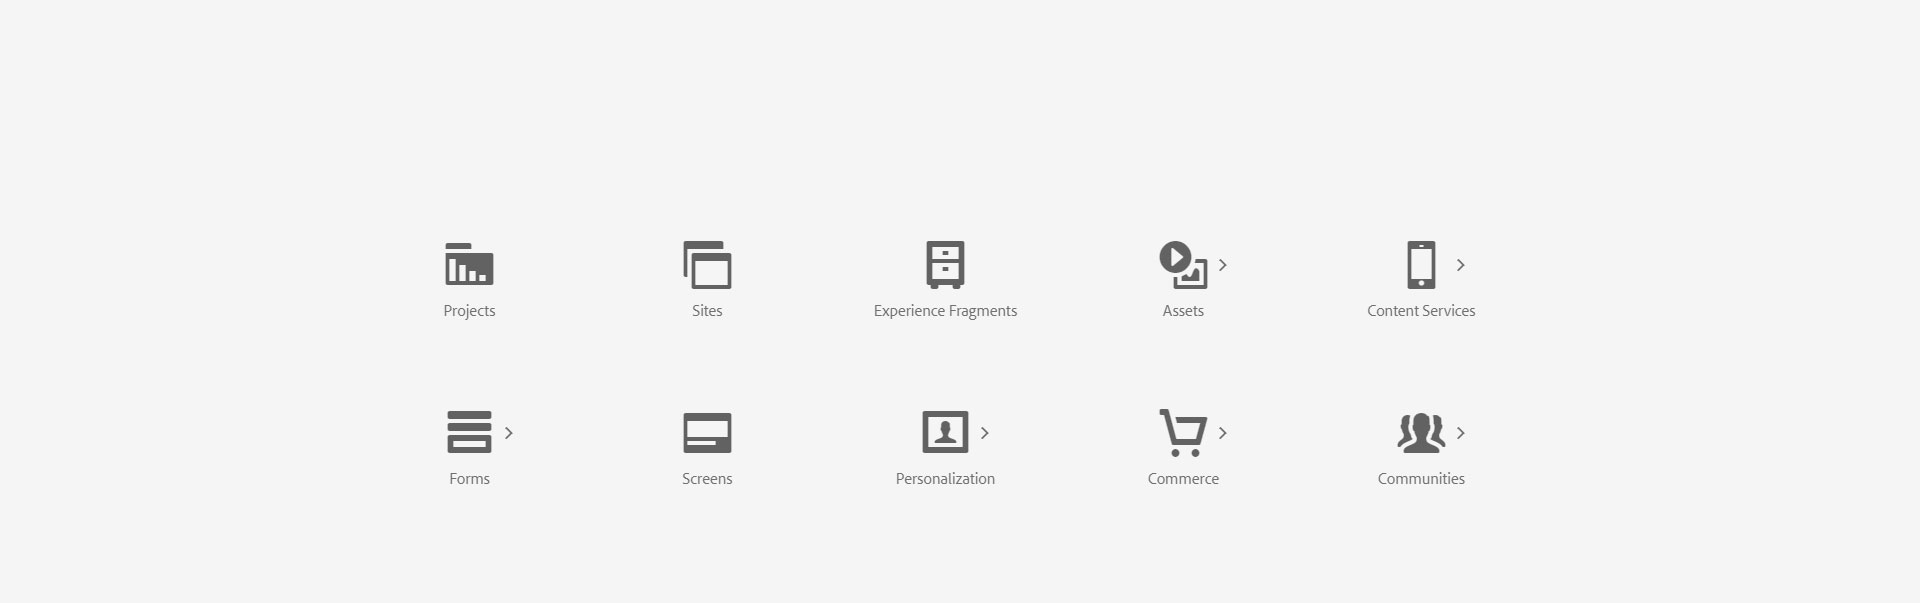 Projects
Sites
Experience Fragments
Assets
Content Services
Forms
Screens
Personalization
Commerce
Communities